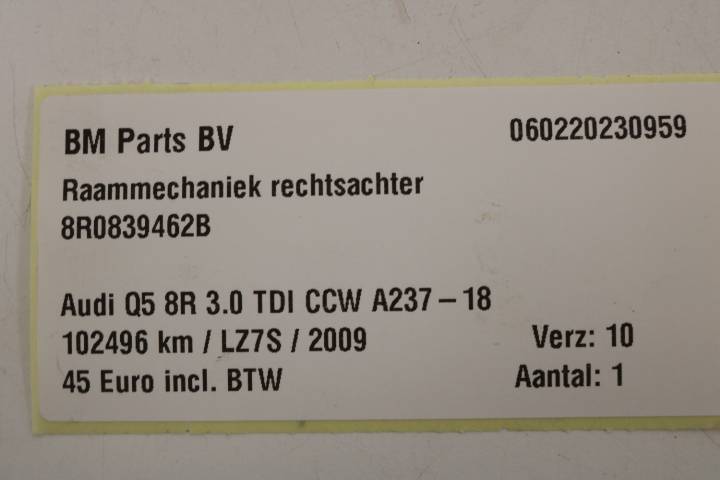 BM Parts BV 060220230959
Raammechaniek rechtsachter
8R0839462B
Audi Q5 8R 3.0 TDI CCW A237-18
102496 km / LZ7S / 2009 Verz: 10
45 Euro incl. BTW Aantal: 1